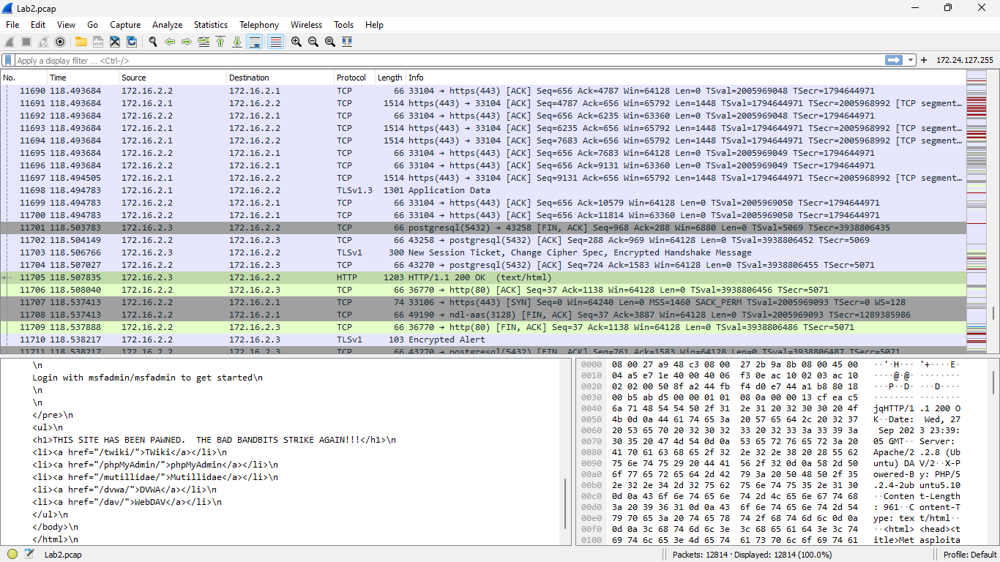 Lab2.pcap
File Edit View Go Capture Analyze Statistics Telephony Wireless Tools Help
Apply a display filter ... <Ctrl-/>
+ 172.24.127.255
No. Time Source Destination Protocol Length Info
11690 118.493684 172.16.2.2 172.16.2.1 TCP 66 33104 → https(443) [ACK] Seq=656 Ack=4787 Win=64128 Len=0 TSval=2005969048 TSecr=1794644971
11691 118.493684 172.16.2.1 172.16.2.2 TCP 1514 https(443) → 33104 [ACK] Seq=4787 Ack=656 Win=65792 Len=1448 TSval=1794644971 TSecr=2005968992 [TCP segment…
11692 118.493684 172.16.2.2 172.16.2.1 TCP 66 33104 → https(443) [ACK] Seq=656 Ack=6235 Win=63360 Len=0 TSval=2005969048 TSecr=1794644971
11693 118.493684 172.16.2.1 172.16.2.2 TCP 1514 https(443) → 33104 [ACK] Seq=6235 Ack=656 Win=65792 Len=1448 TSval=1794644971 TSecr=2005968992 [TCP segment…
11694 118.493684 172.16.2.1 172.16.2.2 TCP 1514 https(443) → 33104 [ACK] Seq=7683 Ack=656 Win=65792 Len=1448 TSval=1794644971 TSecr=2005968992 [TCP segment…
11695 118.493684 172.16.2.2 172.16.2.1 TCP 66 33104 → https(443) [ACK] Seq=656 Ack=7683 Win=64128 Len=0 TSval=2005969049 TSecr=1794644971
11696 118.493684 172.16.2.2 172.16.2.1 TCP 66 33104 → https(443) [ACK] Seq=656 Ack=9131 Win=63360 Len=0 TSval=2005969049 TSecr=1794644971
11697 118.494505 172.16.2.1 172.16.2.2 TCP 1514 https(443) → 33104 [ACK] Seq=9131 Ack=656 Win=65792 Len=1448 TSval=1794644971 TSecr=2005968992 [TCP segment…
11698 118.494783 172.16.2.1 172.16.2.2 TLSv1.3 1301 Application Data
11699 118.494783 172.16.2.2 172.16.2.1 TCP 66 33104 → https(443) [ACK] Seq=656 Ack=10579 Win=64128 Len=0 TSval=2005969050 TSecr=1794644971
11700 118.494783 172.16.2.2 172.16.2.1 TCP 66 33104 → https(443) [ACK] Seq=656 Ack=11814 Win=63360 Len=0 TSval=2005969050 TSecr=1794644971
11701 118.503783 172.16.2.3 172.16.2.2 TCP 66 postgresql(5432) → 43258 [FIN, ACK] Seq=968 Ack=288 Win=6880 Len=0 TSval=5069 TSecr=3938806435
11702 118.504149 172.16.2.2 172.16.2.3 TCP 66 43258 → postgresql(5432) [ACK] Seq=288 Ack=969 Win=64128 Len=0 TSval=3938806452 TSecr=5069
11703 118.506766 172.16.2.3 172.16.2.2 TLSv1 300 New Session Ticket, Change Cipher Spec, Encrypted Handshake Message
11704 118.507027 172.16.2.2 172.16.2.3 TCP 66 43270 → postgresql(5432) [ACK] Seq=724 Ack=1583 Win=64128 Len=0 TSval=3938806455 TSecr=5071
11705 118.507835 172.16.2.3 172.16.2.2 HTTP 1203 HTTP/1.1 200 OK (text/html)
11706 118.508040 172.16.2.2 172.16.2.3 TCP 66 36770 → http(80) [ACK] Seq=37 Ack=1138 Win=64128 Len=0 TSval=3938806456 TSecr=5071
11707 118.537413 172.16.2.2 172.16.2.1 TCP 74 33106 → https(443) [SYN] Seq=0 Win=64240 Len=0 MSS=1460 SACK_PERM TSval=2005969093 TSecr=0 WS=128
11708 118.537413 172.16.2.2 172.16.2.1 TCP 66 49190 → ndl-aas(3128) [FIN, ACK] Seq=37 Ack=3887 Win=64128 Len=0 TSval=2005969093 TSecr=1289385986
11709 118.537888 172.16.2.2 172.16.2.3 TCP 66 36770 → http(80) [FIN, ACK] Seq=37 Ack=1138 Win=64128 Len=0 TSval=3938806486 TSecr=5071
11710 118.538217 172.16.2.2 172.16.2.3 TLSv1 103 Encrypted Alert
11711 118.538217 172.16.2.2 172.16.2.3 TCP 66 43270 → postgresql(5432) [FIN, ACK] Seq=761 Ack=1583 Win=64128 Len=0 TSval=3938806487 TSecr=5071
\n
Login with msfadmin/msfadmin to get started\n
\n
\n
</pre>\n
<ul>\n
<h1>THIS SITE HAS BEEN PAWNED. THE BAD BANDBITS STRIKE AGAIN!!!</h1>\n
<li><a href="/twiki/">TWiki</a></li>\n
<li><a href="/phpMyAdmin/">phpMyAdmin</a></li>\n
<li><a href="/mutillidae/">Mutillidae</a></li>\n
<li><a href="/dvwa/">DVWA</a></li>\n
<li><a href="/dav/">WebDAV</a></li>\n
</ul>\n
</body>\n
</html>\n
0000 08 00 27 a9 48 c3 08 00 27 2b 9a 8b 08 00 45 00 ··'·H··· '+····E·
0010 04 a5 e7 1e 40 00 40 06 f3 0e ac 10 02 03 ac 10 ····@·@· ········
0020 02 02 00 50 8f a2 44 fb f4 d0 e7 44 a1 b8 80 18 ···P··D· ···D····
0030 00 b5 ab d5 00 00 01 01 08 0a 00 00 13 cf ea c5 ········ ········
0040 6a 71 48 54 54 50 2f 31 2e 31 20 32 30 30 20 4f jqHTTP/1 .1 200 O
0050 4b 0d 0a 44 61 74 65 3a 20 57 65 64 2c 20 32 37 K··Date: Wed, 27
0060 20 53 65 70 20 32 30 32 33 20 32 33 3a 33 39 3a Sep 202 3 23:39:
0070 30 35 20 47 4d 54 0d 0a 53 65 72 76 65 72 3a 20 05 GMT·· Server:
0080 41 70 61 63 68 65 2f 32 2e 32 2e 38 20 28 55 62 Apache/2 .2.8 (Ub
0090 75 6e 74 75 29 20 44 41 56 2f 32 0d 0a 58 2d 50 untu) DA V/2··X-P
00a0 6f 77 65 72 65 64 2d 42 79 3a 20 50 48 50 2f 35 owered-B y: PHP/5
00b0 2e 32 2e 34 2d 32 75 62 75 6e 74 75 35 2e 31 30 .2.4-2ub untu5.10
00c0 0d 0a 43 6f 6e 74 65 6e 74 2d 4c 65 6e 67 74 68 ··Conten t-Length
00d0 3a 20 39 36 31 0d 0a 43 6f 6e 74 65 6e 74 2d 54 : 961··C ontent-T
00e0 79 70 65 3a 20 74 65 78 74 2f 68 74 6d 6c 0d 0a ype: tex t/html··
00f0 0d 0a 3c 68 74 6d 6c 3e 3c 68 65 61 64 3e 3c 74 ··<html> <head><t
0100 69 74 6c 65 3e 4d 65 74 61 73 70 6c 6f 69 74 61 itle>Met asploita
Lab2.pcap Packets: 12814 · Displayed: 12814 (100.0%) Profile: Default